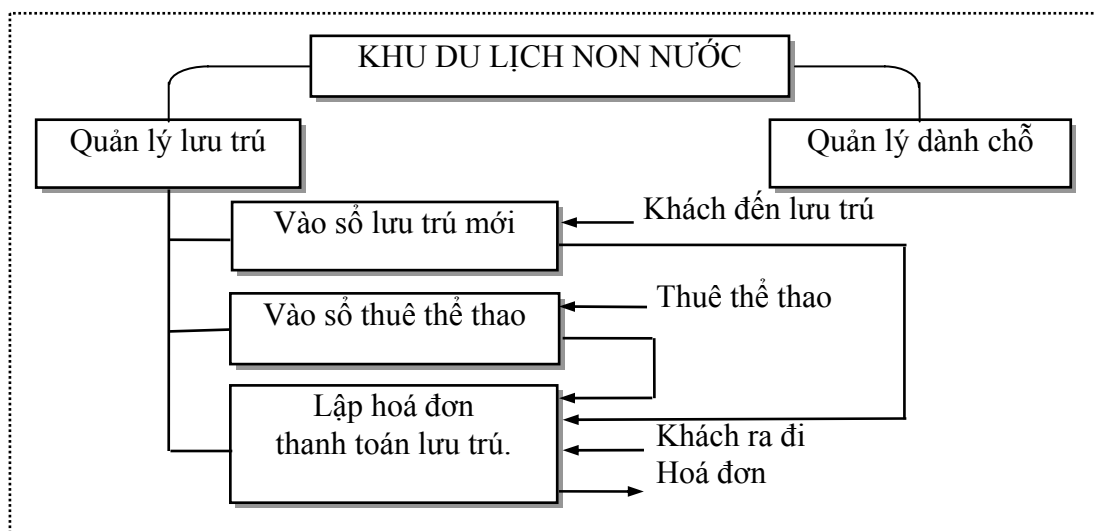 KHU DU LỊCH NON NƯỚC
Quản lý lưu trú
Quản lý dành chỗ
Vào sổ lưu trú mới
Khách đến lưu trú
Vào sổ thuê thể thao
Thuê thể thao
Lập hoá đơn
thanh toán lưu trú.
Khách ra đi
Hoá đơn